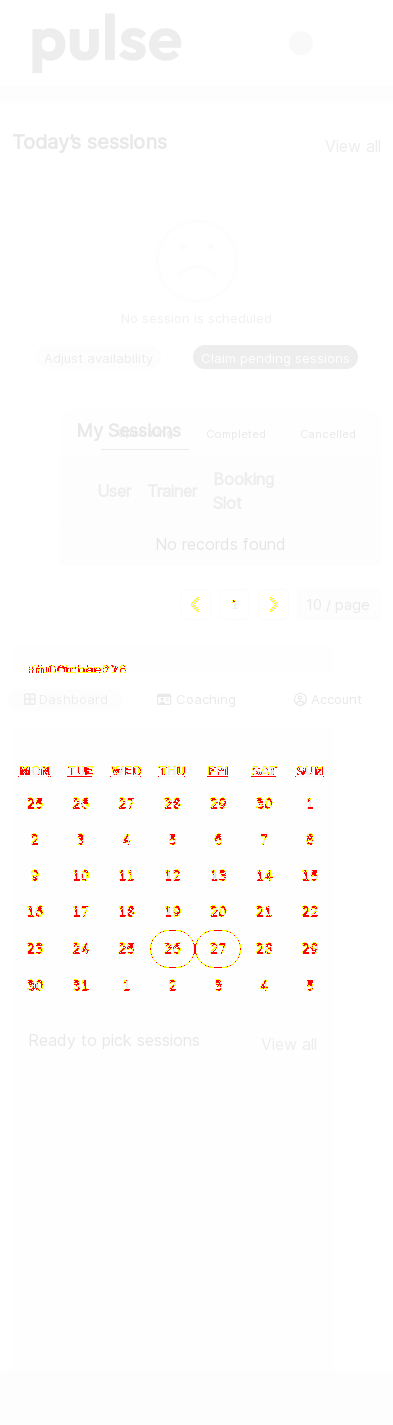 pulse
Today's sessions
View all
No session is scheduled
Adjust availability
Claim pending sessions
My Sessions
Completed
Cancelled
User
Trainer
Booking Slot
No records found
1
10 / page
Dashboard
Coaching
Account
MON TUE WED THU FRI SAT SUN
25 26 27 28 29 30 1
2 3 4 5 6 7 8
9 10 11 12 13 14 15
16 17 18 19 20 21 22
23 24 25 26 27 28 29
30 31 1 2 3 4 5
Ready to pick sessions
View all